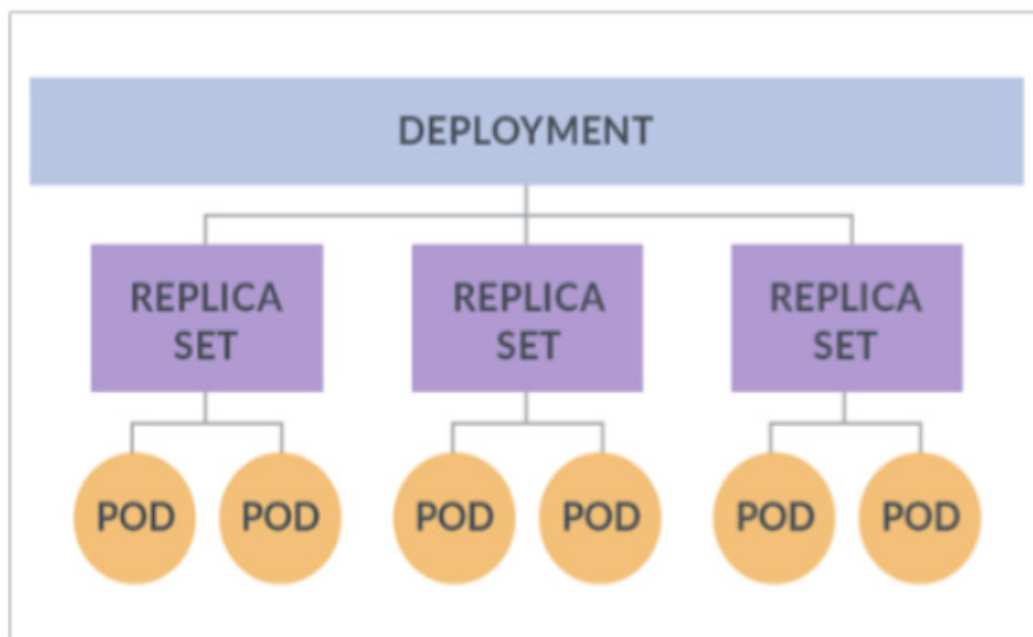 DEPLOYMENT
REPLICA
SET
REPLICA
SET
REPLICA
SET
POD
POD
POD
POD
POD
POD